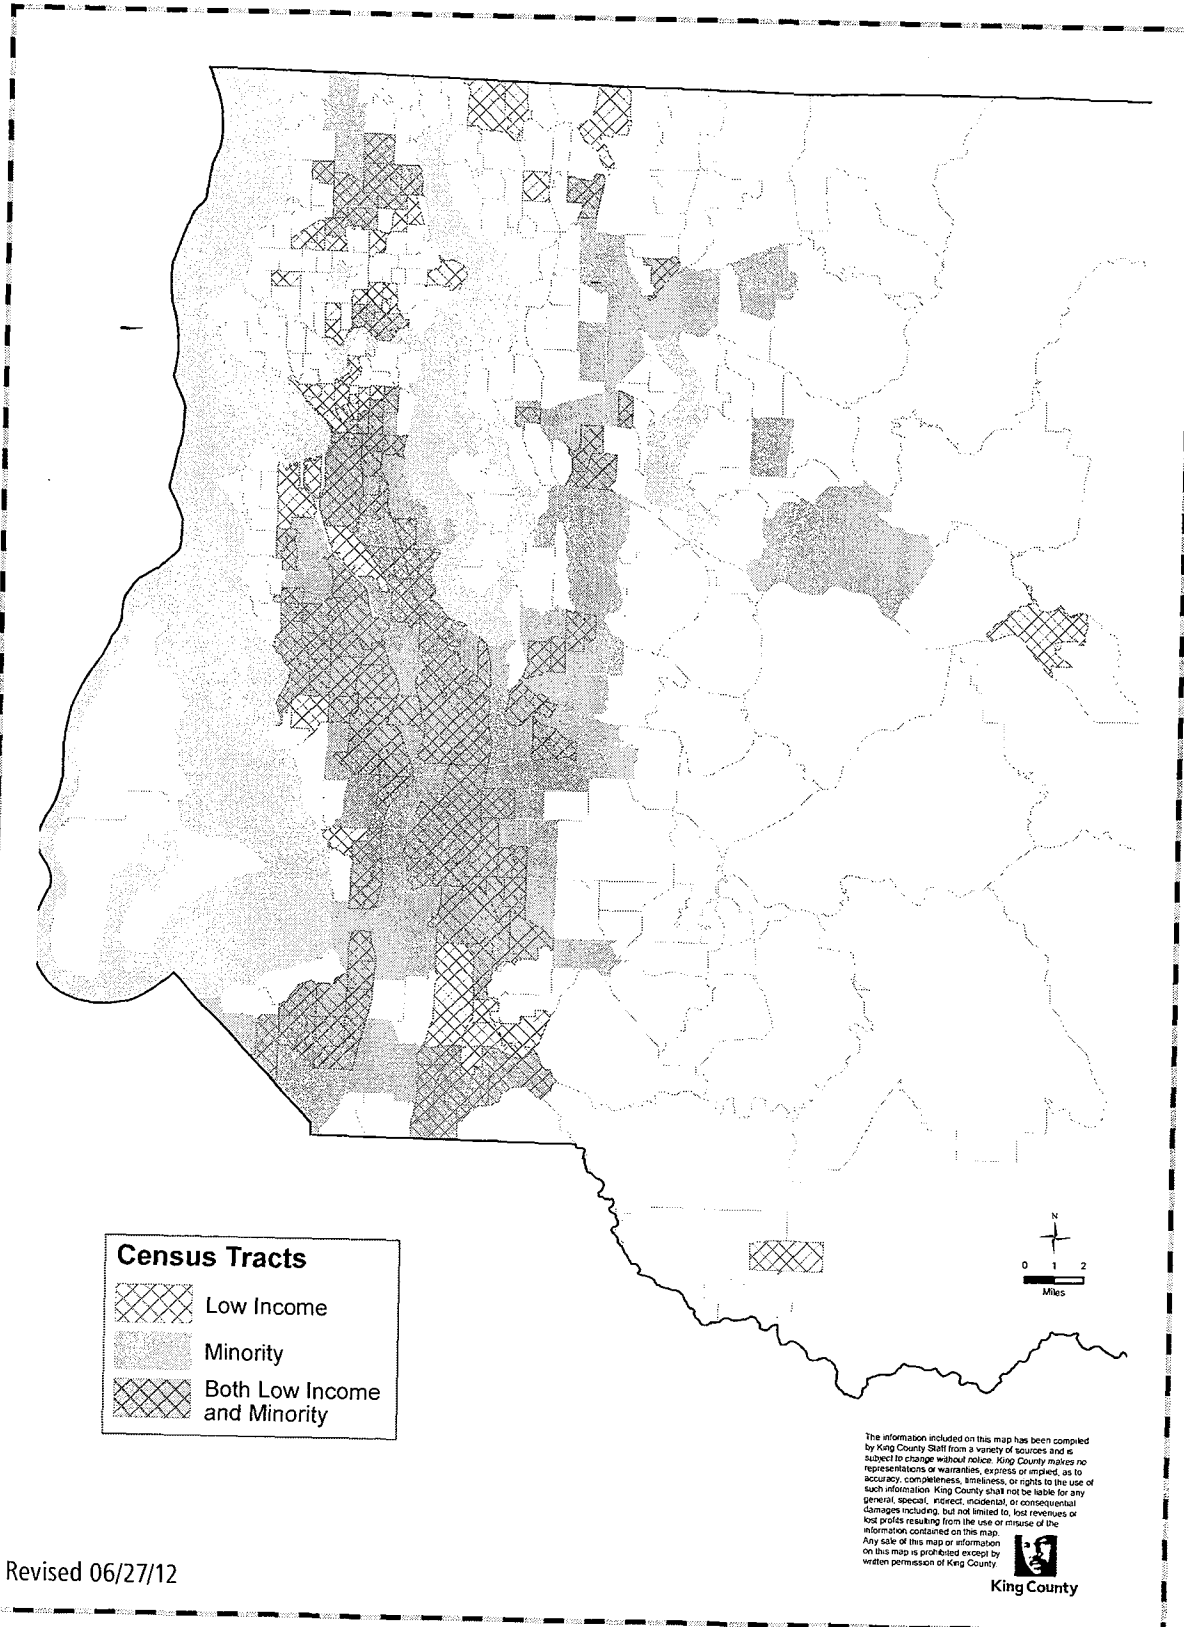 Census Tracts
Low Income
Minority
Both Low Income
and Minority
N
0 1 2
Miles
The information included on this map has been compiled
by King County Staff from a variety of sources and is
subject to change without notice. King County makes no
representations or warranties, express or implied, as to
accuracy, completeness, timeliness, or rights to the use of
such information. King County shall not be liable for any
general, special, indirect, incidental, or consequential
damages including, but not limited to, lost revenues or
lost profits resulting from the use or misuse of the
information contained on this map.
Any sale of this map or information
on this map is prohibited except by
written permission of King County.
King County
Revised 06/27/12